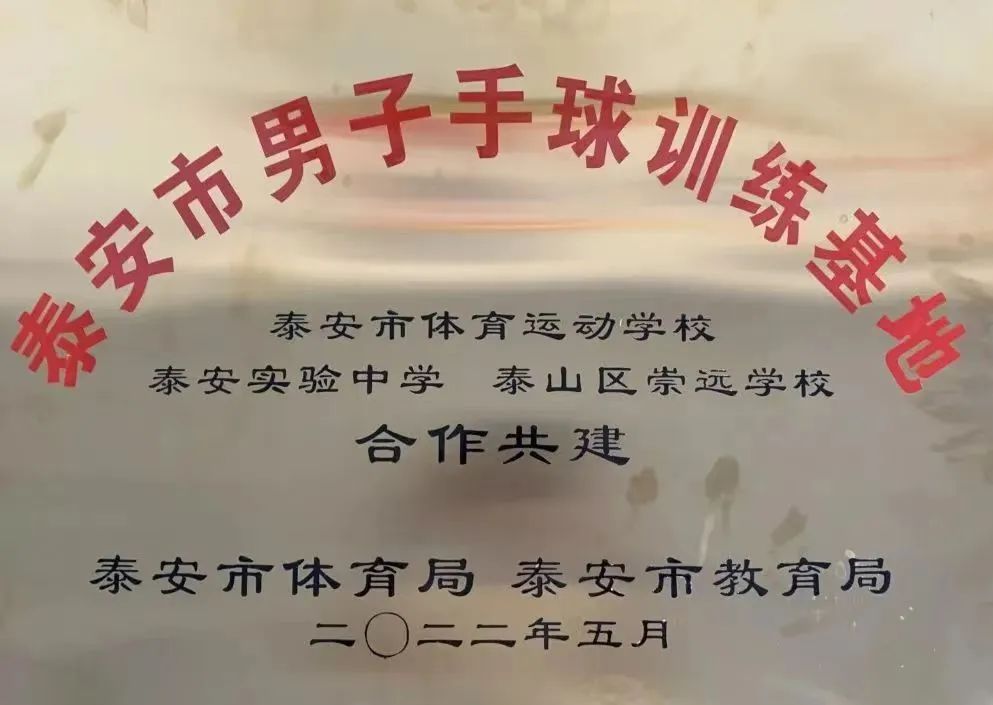 泰安市男子手球训练基地
泰安市体育运动学校
泰安实验中学 泰山区崇远学校
合作共建
泰安市体育局 泰安市教育局
二〇二二年五月